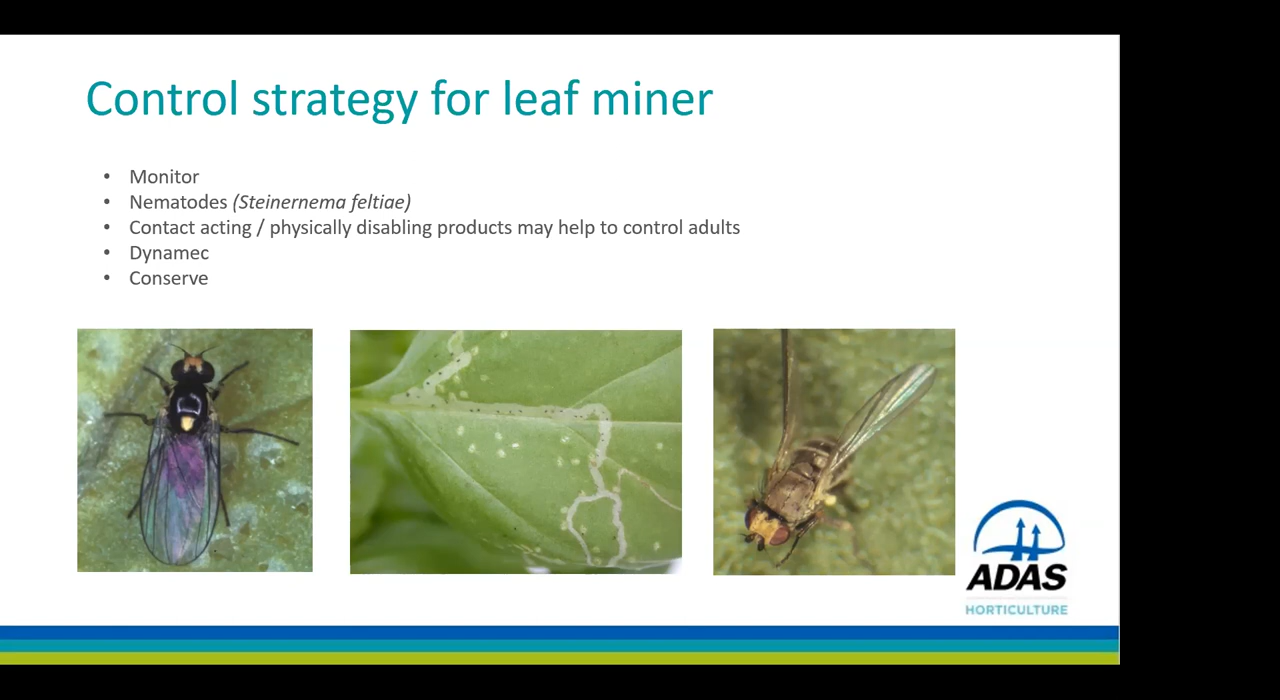 Control strategy for leaf miner
• Monitor
• Nematodes (Steinernema feltiae)
• Contact acting / physically disabling products may help to control adults
• Dynamec
• Conserve
ADAS
HORTICULTURE